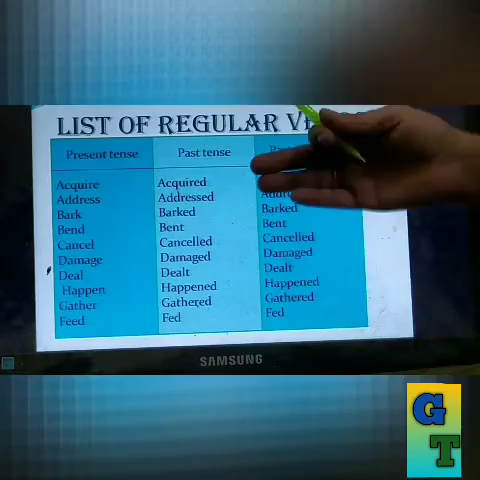 LIST OF REGULAR
Present tense Past tense
Acquire Acquired
Address Addressed
Bark Barked Barked
Bend Bent Bent
Cancel Cancelled Cancelled
Damage Damaged Damaged
Deal Dealt Dealt
Happen Happened Happened
Gather Gathered Gathered
Feed Fed Fed
SAMSUNG
G
T